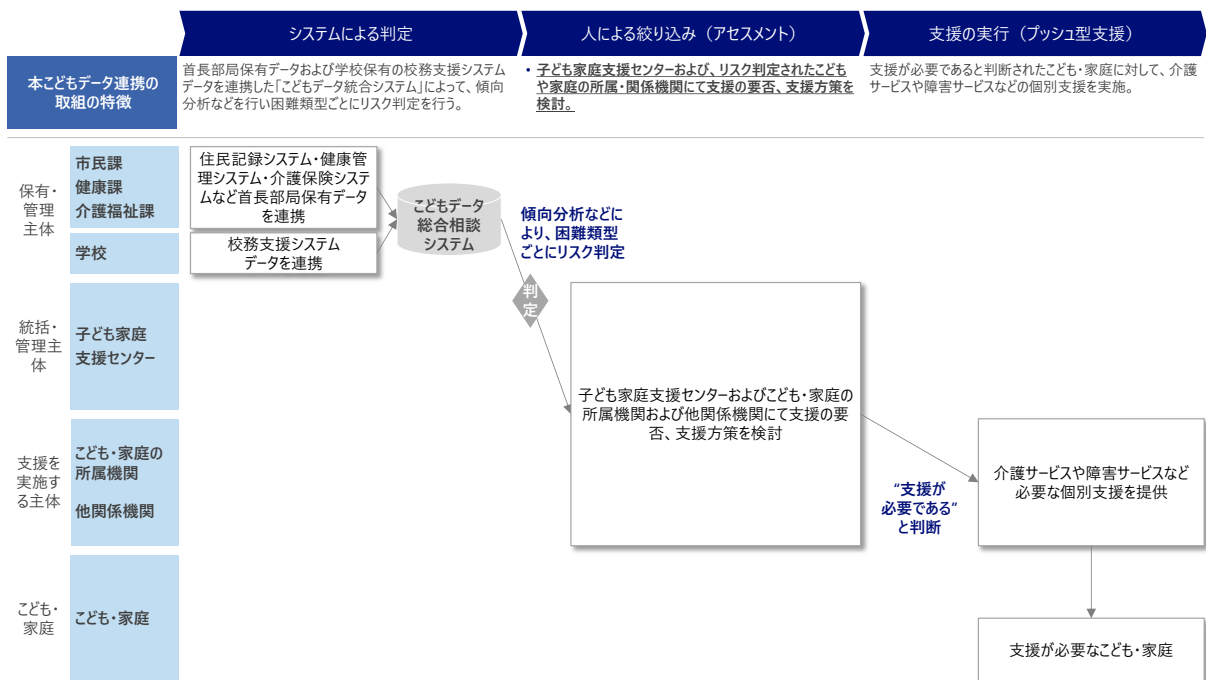 システムによる判定
人による絞り込み（アセスメント）
支援の実行（プッシュ型支援）
本こどもデータ連携の
取組の特徴
首長部局保有データおよび学校保有の校務支援システム
データを連携した「こどもデータ統合システム」によって、傾向
分析などを行い困難類型ごとにリスク判定を行う。
• 子ども家庭支援センターおよび、リスク判定されたこども
や家庭の所属・関係機関にて支援の要否、支援方策を
検討。
支援が必要であると判断されたこども・家庭に対して、介護
サービスや障害サービスなどの個別支援を実施。
保有・
管理
主体
市民課
健康課
介護福祉課
学校
住民記録システム・健康管
理システム・介護保険システ
ムなど首長部局保有データ
を連携
校務支援システム
データを連携
こどもデータ
総合相談
システム
傾向分析などに
より、困難類型
ごとにリスク判定
判
定
統括・
管理主
体
子ども家庭
支援センター
子ども家庭支援センターおよびこども・家庭の
所属機関および他関係機関にて支援の要
否、支援方策を検討
支援を
実施す
る主体
こども・家庭の
所属機関
他関係機関
“支援が
必要である”
と判断
介護サービスや障害サービスなど
必要な個別支援を提供
こども・
家庭
こども・家庭
支援が必要なこども・家庭